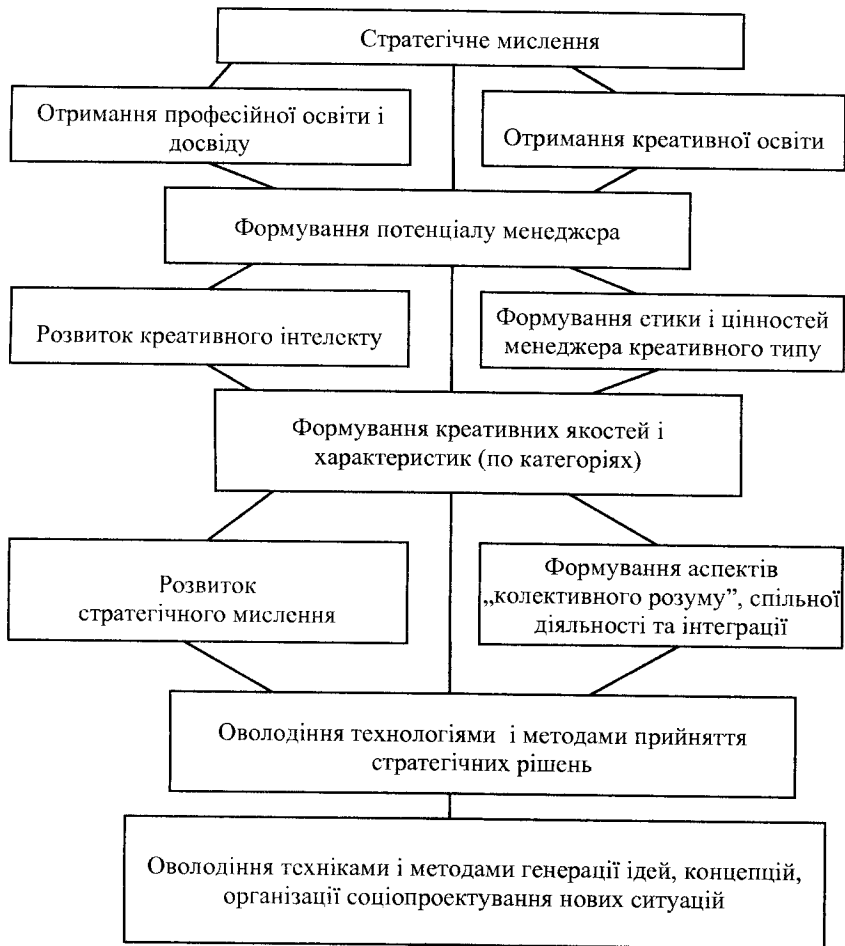 Стратегічне мислення
Отримання професійної освіти і
досвіду
Отримання креативної освіти
Формування потенціалу менеджера
Розвиток креативного інтелекту
Формування етики і цінностей
менеджера креативного типу
Формування креативних якостей і
характеристик (по категоріях)
Розвиток
стратегічного мислення
Формування аспектів
„колективного розуму”, спільної
діяльності та інтеграції
Оволодіння технологіями і методами прийняття
стратегічних рішень
Оволодіння техніками і методами генерації ідей, концепцій,
організації соціопроектування нових ситуацій